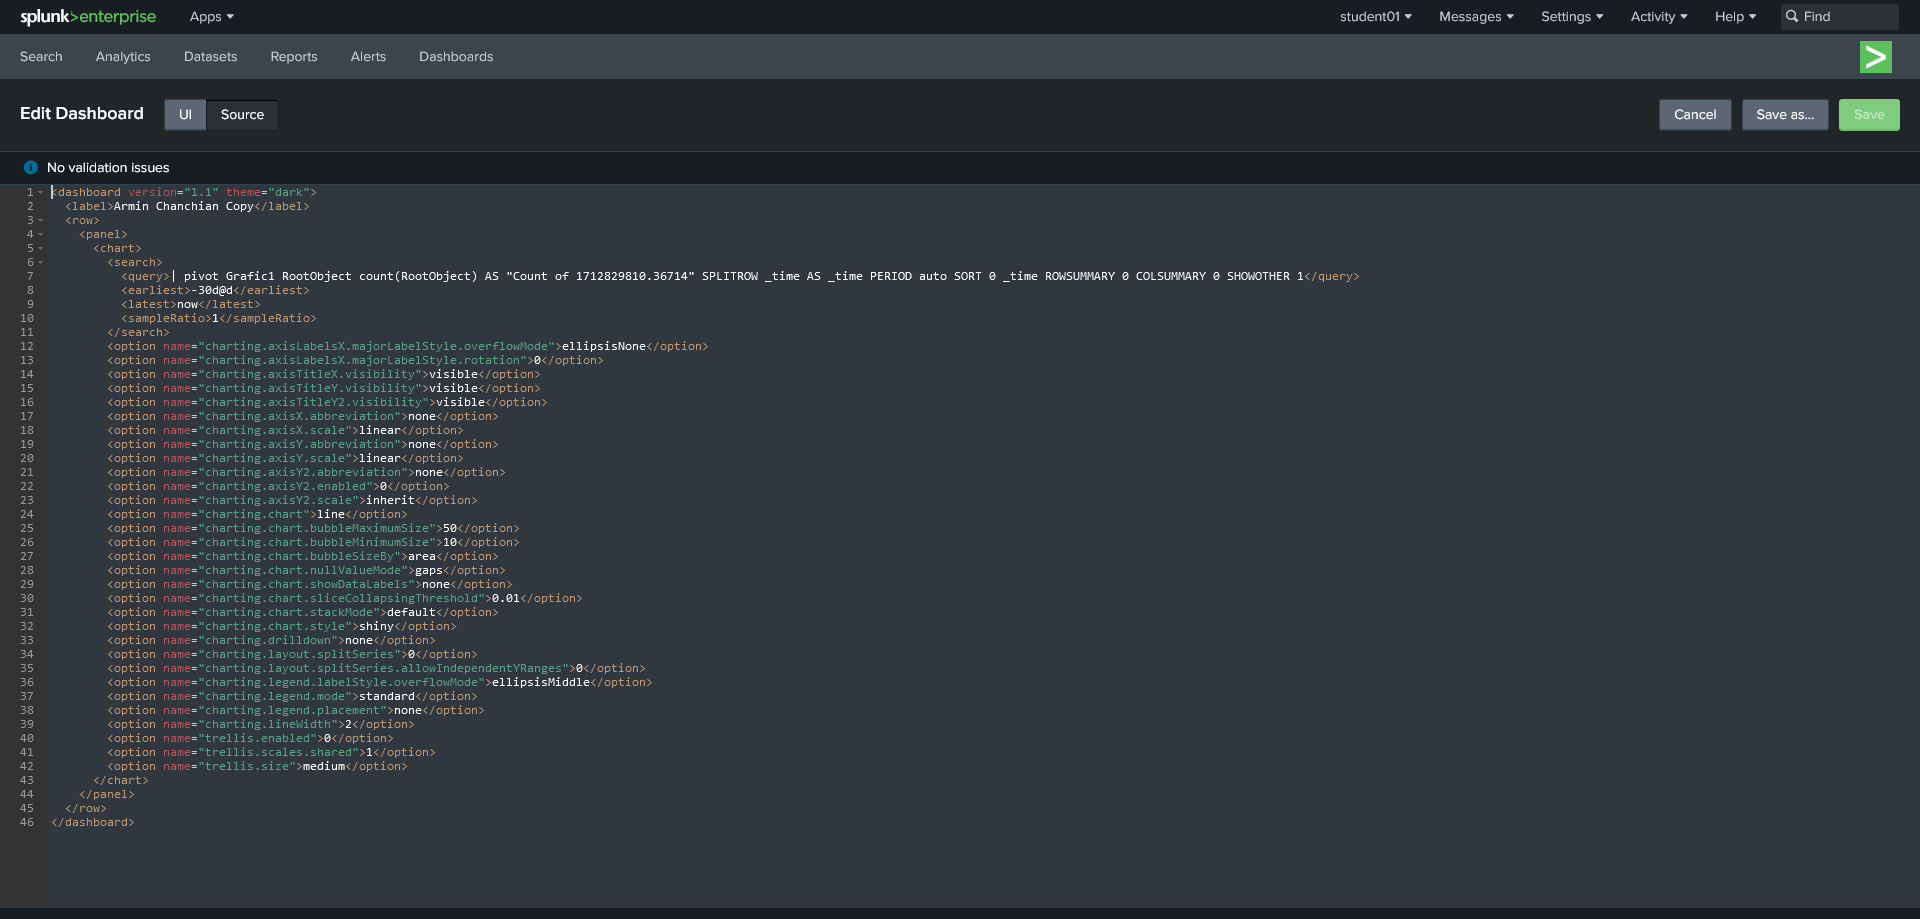 splunk>enterprise Apps student01 Messages Settings Activity Help Find
Search Analytics Datasets Reports Alerts Dashboards
Edit Dashboard UI Source Cancel Save as... Save
No validation issues
1 <dashboard version="1.1" theme="dark">
2 <label>Armin Chanchian Copy</label>
3 <row>
4 <panel>
5 <chart>
6 <search>
7 <query>| pivot Grafic1 RootObject count(RootObject) AS "Count of 1712829810.36714" SPLITROW _time AS _time PERIOD auto SORT 0 _time ROWSUMMARY 0 COLSUMMARY 0 SHOWOTHER 1</query>
8 <earliest>-30d@d</earliest>
9 <latest>now</latest>
10 <sampleRatio>1</sampleRatio>
11 </search>
12 <option name="charting.axisLabelsX.majorLabelStyle.overflowMode">ellipsisNone</option>
13 <option name="charting.axisLabelsX.majorLabelStyle.rotation">0</option>
14 <option name="charting.axisTitleX.visibility">visible</option>
15 <option name="charting.axisTitleY.visibility">visible</option>
16 <option name="charting.axisTitleY2.visibility">visible</option>
17 <option name="charting.axisX.abbreviation">none</option>
18 <option name="charting.axisX.scale">linear</option>
19 <option name="charting.axisY.abbreviation">none</option>
20 <option name="charting.axisY.scale">linear</option>
21 <option name="charting.axisY2.abbreviation">none</option>
22 <option name="charting.axisY2.enabled">0</option>
23 <option name="charting.axisY2.scale">inherit</option>
24 <option name="charting.chart">line</option>
25 <option name="charting.chart.bubbleMaximumSize">50</option>
26 <option name="charting.chart.bubbleMinimumSize">10</option>
27 <option name="charting.chart.bubbleSizeBy">area</option>
28 <option name="charting.chart.nullValueMode">gaps</option>
29 <option name="charting.chart.showDataLabels">none</option>
30 <option name="charting.chart.sliceCollapsingThreshold">0.01</option>
31 <option name="charting.chart.stackMode">default</option>
32 <option name="charting.chart.style">shiny</option>
33 <option name="charting.drilldown">none</option>
34 <option name="charting.layout.splitSeries">0</option>
35 <option name="charting.layout.splitSeries.allowIndependentYRanges">0</option>
36 <option name="charting.legend.labelStyle.overflowMode">ellipsisMiddle</option>
37 <option name="charting.legend.mode">standard</option>
38 <option name="charting.legend.placement">none</option>
39 <option name="charting.lineWidth">2</option>
40 <option name="trellis.enabled">0</option>
41 <option name="trellis.scales.shared">1</option>
42 <option name="trellis.size">medium</option>
43 </chart>
44 </panel>
45 </row>
46 </dashboard>